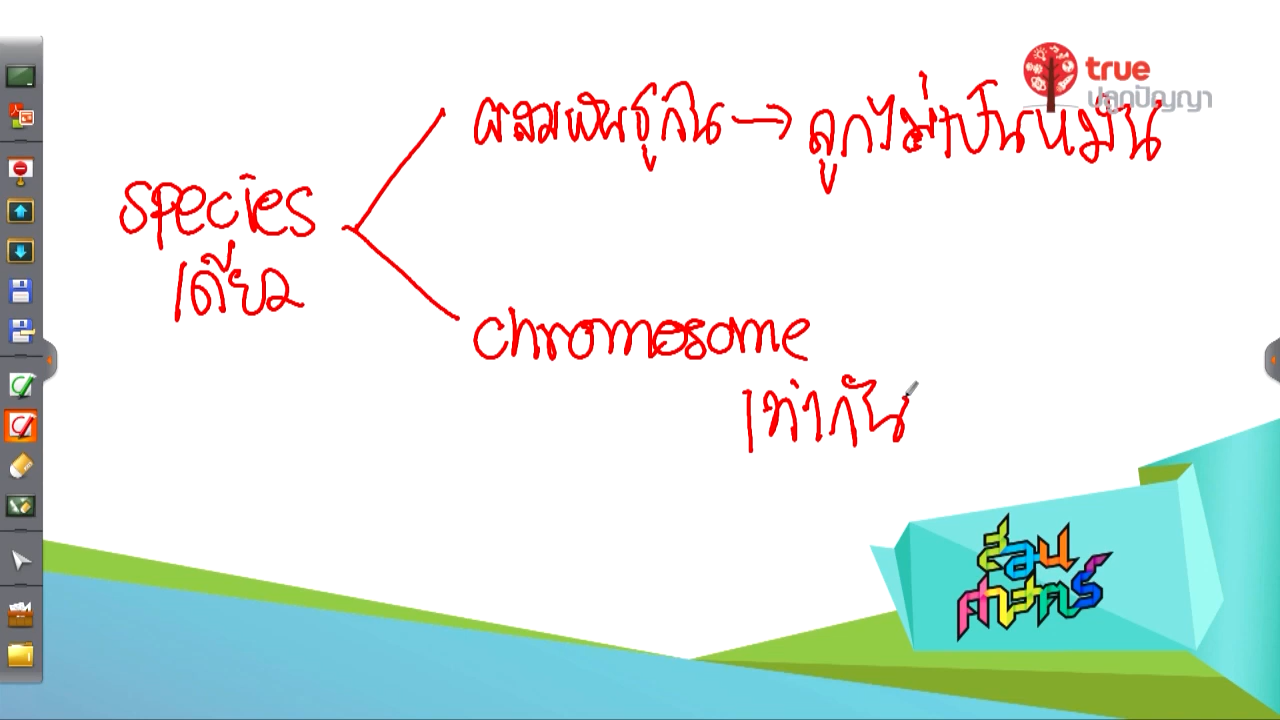 true
ปลูกปัญญา
ผสมพันธุ์กัน → ลูกไม่เป็นหมัน
species
เดียว
chromosome
เท่ากัน
สอน
ศาสตร์